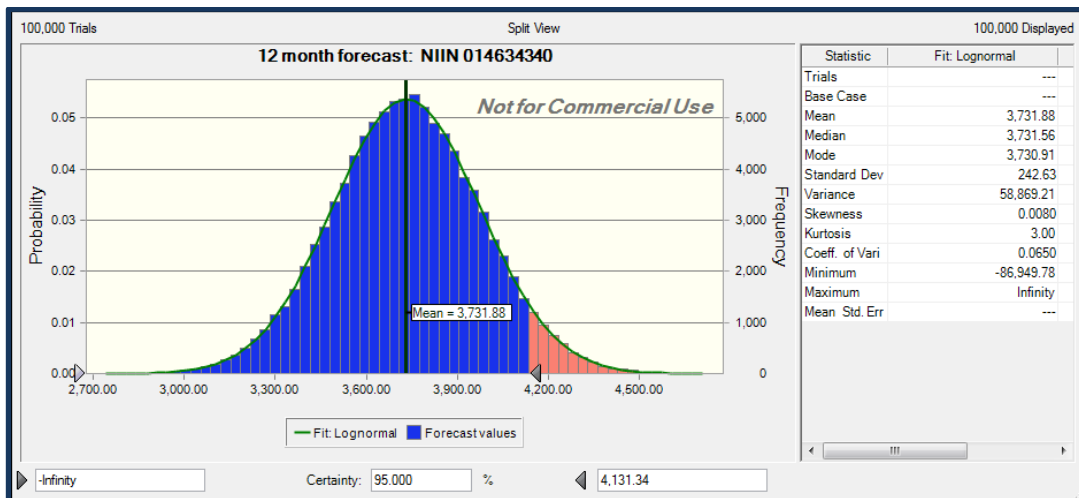 100,000 Trials Split View 100,000 Displayed
12 month forecast: NIIN 014634340
Not for Commercial Use
Probability
0.05
0.04
0.03
0.02
0.01
0.00
Frequency
5,000
4,000
3,000
2,000
1,000
0
Mean = 3,731.88
2,700.00 3,000.00 3,300.00 3,600.00 3,900.00 4,200.00 4,500.00
Fit: Lognormal Forecast values
Statistic Fit: Lognormal
Trials ---
Base Case ---
Mean 3,731.88
Median 3,731.56
Mode 3,730.91
Standard Dev 242.63
Variance 58,869.21
Skewness 0.0080
Kurtosis 3.00
Coeff. of Vari 0.0650
Minimum -86,949.78
Maximum Infinity
Mean Std. Err ---
-Infinity Certainty: 95.000 % 4,131.34